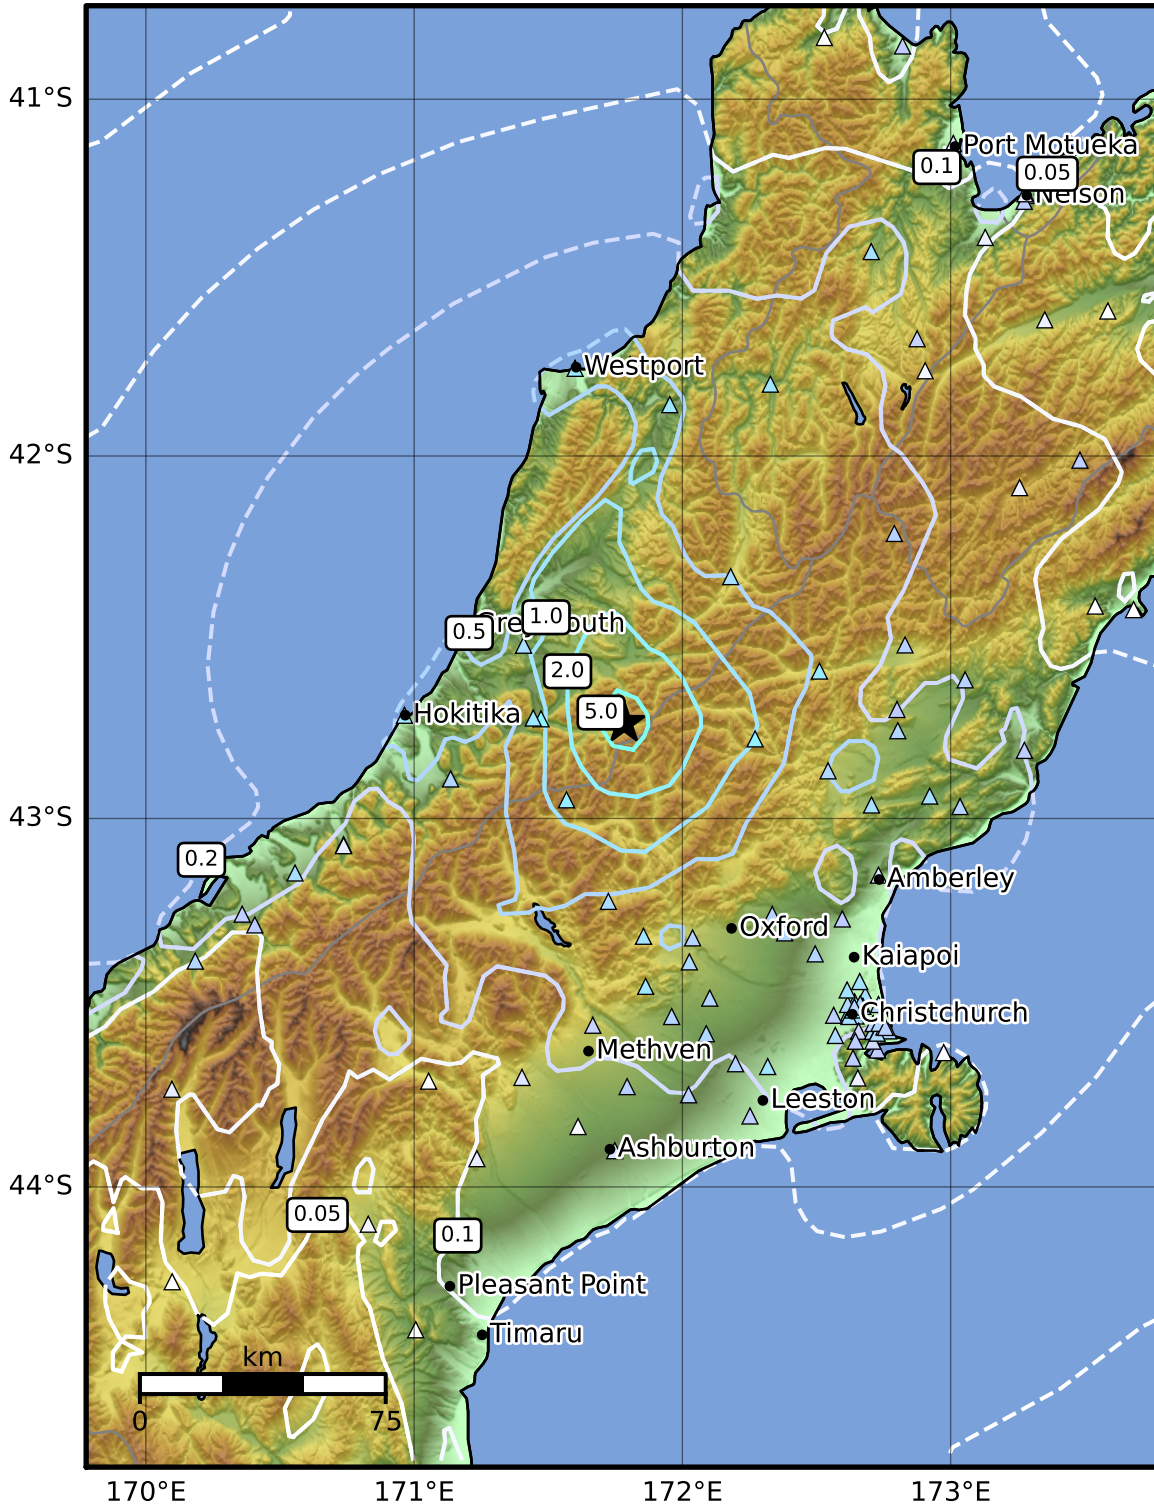 41°S
Port Motueka
0.1
0.05
Nelson
Westport
42°S
Greymouth
1.0
0.5
2.0
5.0
Hokitika
43°S
0.2
Amberley
Oxford
Kaiapoi
Christchurch
Methven
Leeston
Ashburton
44°S
0.05
0.1
Pleasant Point
Timaru
km
0
75
170°E
171°E
172°E
173°E